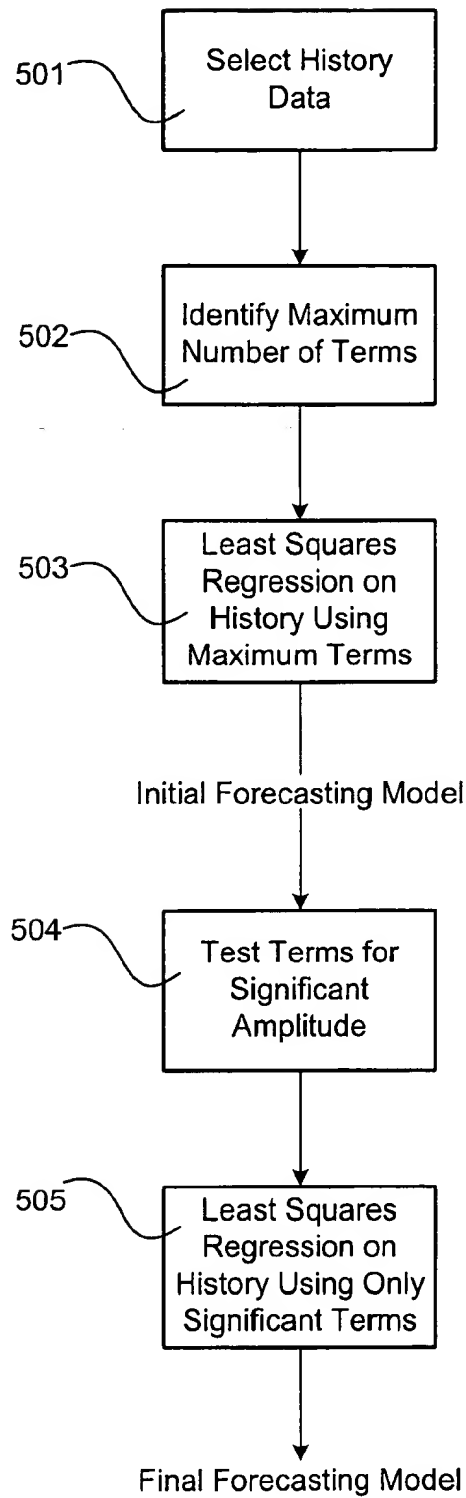 501
Select History
Data
502
Identify Maximum
Number of Terms
503
Least Squares
Regression on
History Using
Maximum Terms
Initial Forecasting Model
504
Test Terms for
Significant
Amplitude
505
Least Squares
Regression on
History Using Only
Significant Terms
Final Forecasting Model